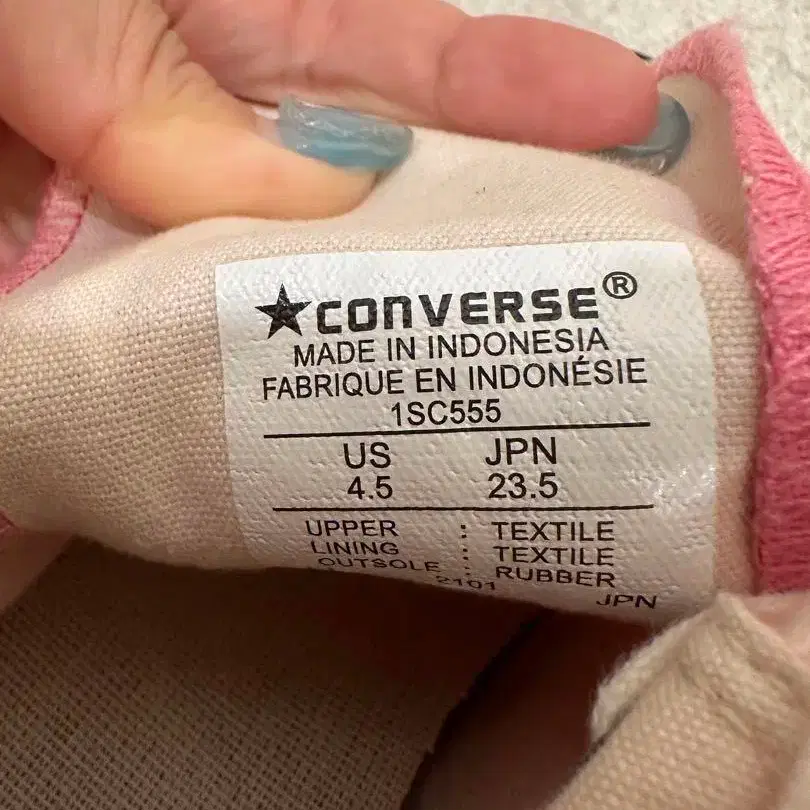 ★CONVERSE®
MADE IN INDONESIA
FABRIQUE EN INDONÉSIE
1SC555
US JPN
4.5 23.5
UPPER : TEXTILE
LINING : TEXTILE
OUTSOLE : RUBBER
2101 JPN